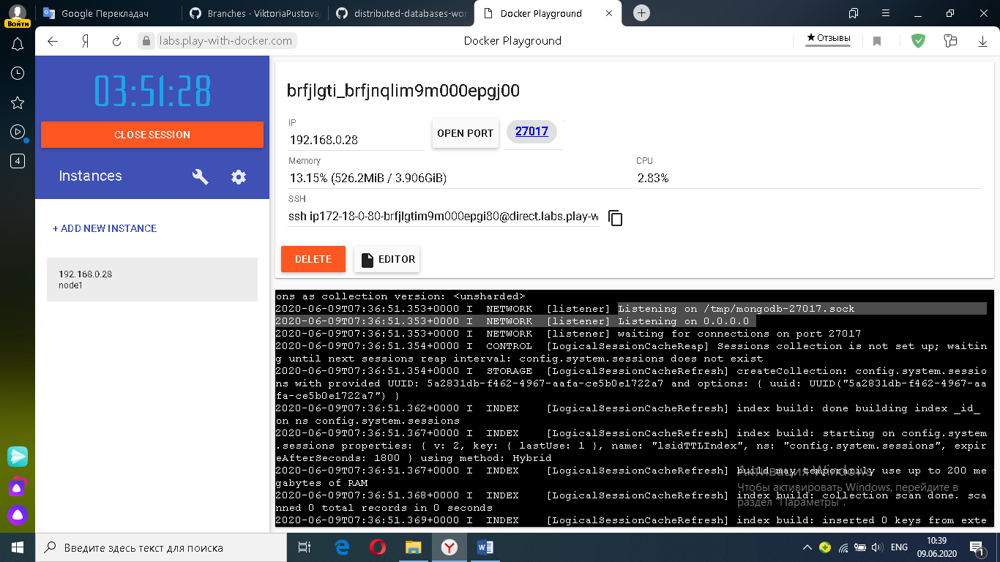 Войти
Google Перекладач
Branches · ViktoriaPustova
distributed-databases-wor
Docker Playground
labs.play-with-docker.com
Docker Playground
★ Отзывы
4
03:51:28
CLOSE SESSION
Instances
+ ADD NEW INSTANCE
192.168.0.28
node1
brfjlgti_brfjnqlim9m000epgj00
IP
192.168.0.28
OPEN PORT
27017
Memory
13.15% (526.2MiB / 3.906GiB)
CPU
2.83%
SSH
ssh ip172-18-0-80-brfjlgtim9m000epgi80@direct.labs.play-w
DELETE
EDITOR
ons as collection version: <unsharded>
2020-06-09T07:36:51.353+0000 I  NETWORK  [listener] Listening on /tmp/mongodb-27017.sock
2020-06-09T07:36:51.353+0000 I  NETWORK  [listener] Listening on 0.0.0.0
2020-06-09T07:36:51.353+0000 I  NETWORK  [listener] waiting for connections on port 27017
2020-06-09T07:36:51.354+0000 I  CONTROL  [LogicalSessionCacheReap] Sessions collection is not set up; waitin
g until next sessions reap interval: config.system.sessions does not exist
2020-06-09T07:36:51.354+0000 I  STORAGE  [LogicalSessionCacheRefresh] createCollection: config.system.sessio
ns with provided UUID: 5a2831db-f462-4967-aafa-ce5b0e1722a7 and options: { uuid: UUID("5a2831db-f462-4967-aa
fa-ce5b0e1722a7") }
2020-06-09T07:36:51.362+0000 I  INDEX    [LogicalSessionCacheRefresh] index build: done building index _id_
on ns config.system.sessions
2020-06-09T07:36:51.367+0000 I  INDEX    [LogicalSessionCacheRefresh] index build: starting on config.system
.sessions properties: { v: 2, key: { lastUse: 1 }, name: "lsidTTLIndex", ns: "config.system.sessions", expir
eAfterSeconds: 1800 } using method: Hybrid
2020-06-09T07:36:51.367+0000 I  INDEX    [LogicalSessionCacheRefresh] build may temporarily use up to 200 me
gabytes of RAM
2020-06-09T07:36:51.368+0000 I  INDEX    [LogicalSessionCacheRefresh] index build: collection scan done. sca
nned 0 total records in 0 seconds
2020-06-09T07:36:51.369+0000 I  INDEX    [LogicalSessionCacheRefresh] index build: inserted 0 keys from exte
Активация Windows
Чтобы активировать Windows, перейдите в
раздел "Параметры".
Введите здесь текст для поиска
ENG
10:39
09.06.2020
1